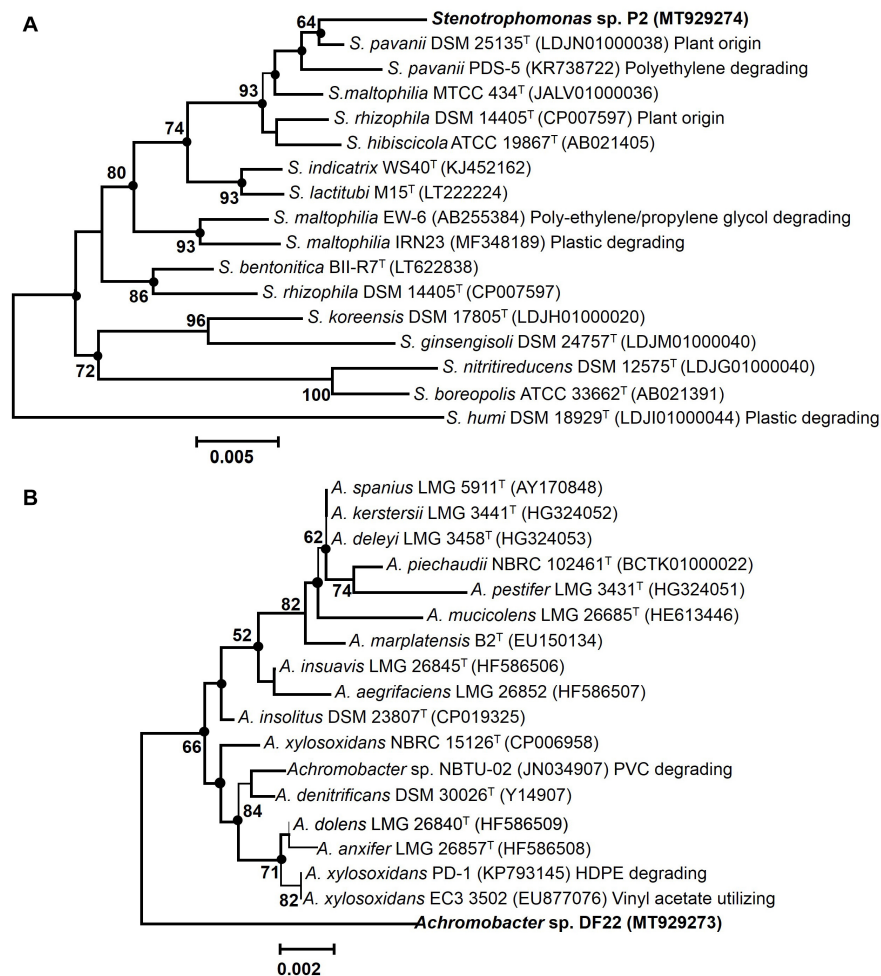 A
64
Stenotrophomonas sp. P2 (MT929274)
S. pavanii DSM 25135ᵀ (LDJN01000038) Plant origin
S. pavanii PDS-5 (KR738722) Polyethylene degrading
93
S.maltophilia MTCC 434ᵀ (JALV01000036)
S. rhizophila DSM 14405ᵀ (CP007597) Plant origin
74
S. hibiscicola ATCC 19867ᵀ (AB021405)
S. indicatrix WS40ᵀ (KJ452162)
80
93
S. lactitubi M15ᵀ (LT222224)
S. maltophilia EW-6 (AB255384) Poly-ethylene/propylene glycol degrading
93
S. maltophilia IRN23 (MF348189) Plastic degrading
S. bentonitica BII-R7ᵀ (LT622838)
86
S. rhizophila DSM 14405ᵀ (CP007597)
96
S. koreensis DSM 17805ᵀ (LDJH01000020)
S. ginsengisoli DSM 24757ᵀ (LDJM01000040)
72
S. nitritireducens DSM 12575ᵀ (LDJG01000040)
100
S. boreopolis ATCC 33662ᵀ (AB021391)
S. humi DSM 18929ᵀ (LDJI01000044) Plastic degrading
0.005
B
A. spanius LMG 5911ᵀ (AY170848)
A. kerstersii LMG 3441ᵀ (HG324052)
62
A. deleyi LMG 3458ᵀ (HG324053)
A. piechaudii NBRC 102461ᵀ (BCTK01000022)
74
A. pestifer LMG 3431ᵀ (HG324051)
82
A. mucicolens LMG 26685ᵀ (HE613446)
52
A. marplatensis B2ᵀ (EU150134)
A. insuavis LMG 26845ᵀ (HF586506)
A. aegrifaciens LMG 26852 (HF586507)
A. insolitus DSM 23807ᵀ (CP019325)
66
A. xylosoxidans NBRC 15126ᵀ (CP006958)
Achromobacter sp. NBTU-02 (JN034907) PVC degrading
A. denitrificans DSM 30026ᵀ (Y14907)
84
A. dolens LMG 26840ᵀ (HF586509)
A. anxifer LMG 26857ᵀ (HF586508)
71
A. xylosoxidans PD-1 (KP793145) HDPE degrading
82
A. xylosoxidans EC3 3502 (EU877076) Vinyl acetate utilizing
Achromobacter sp. DF22 (MT929273)
0.002